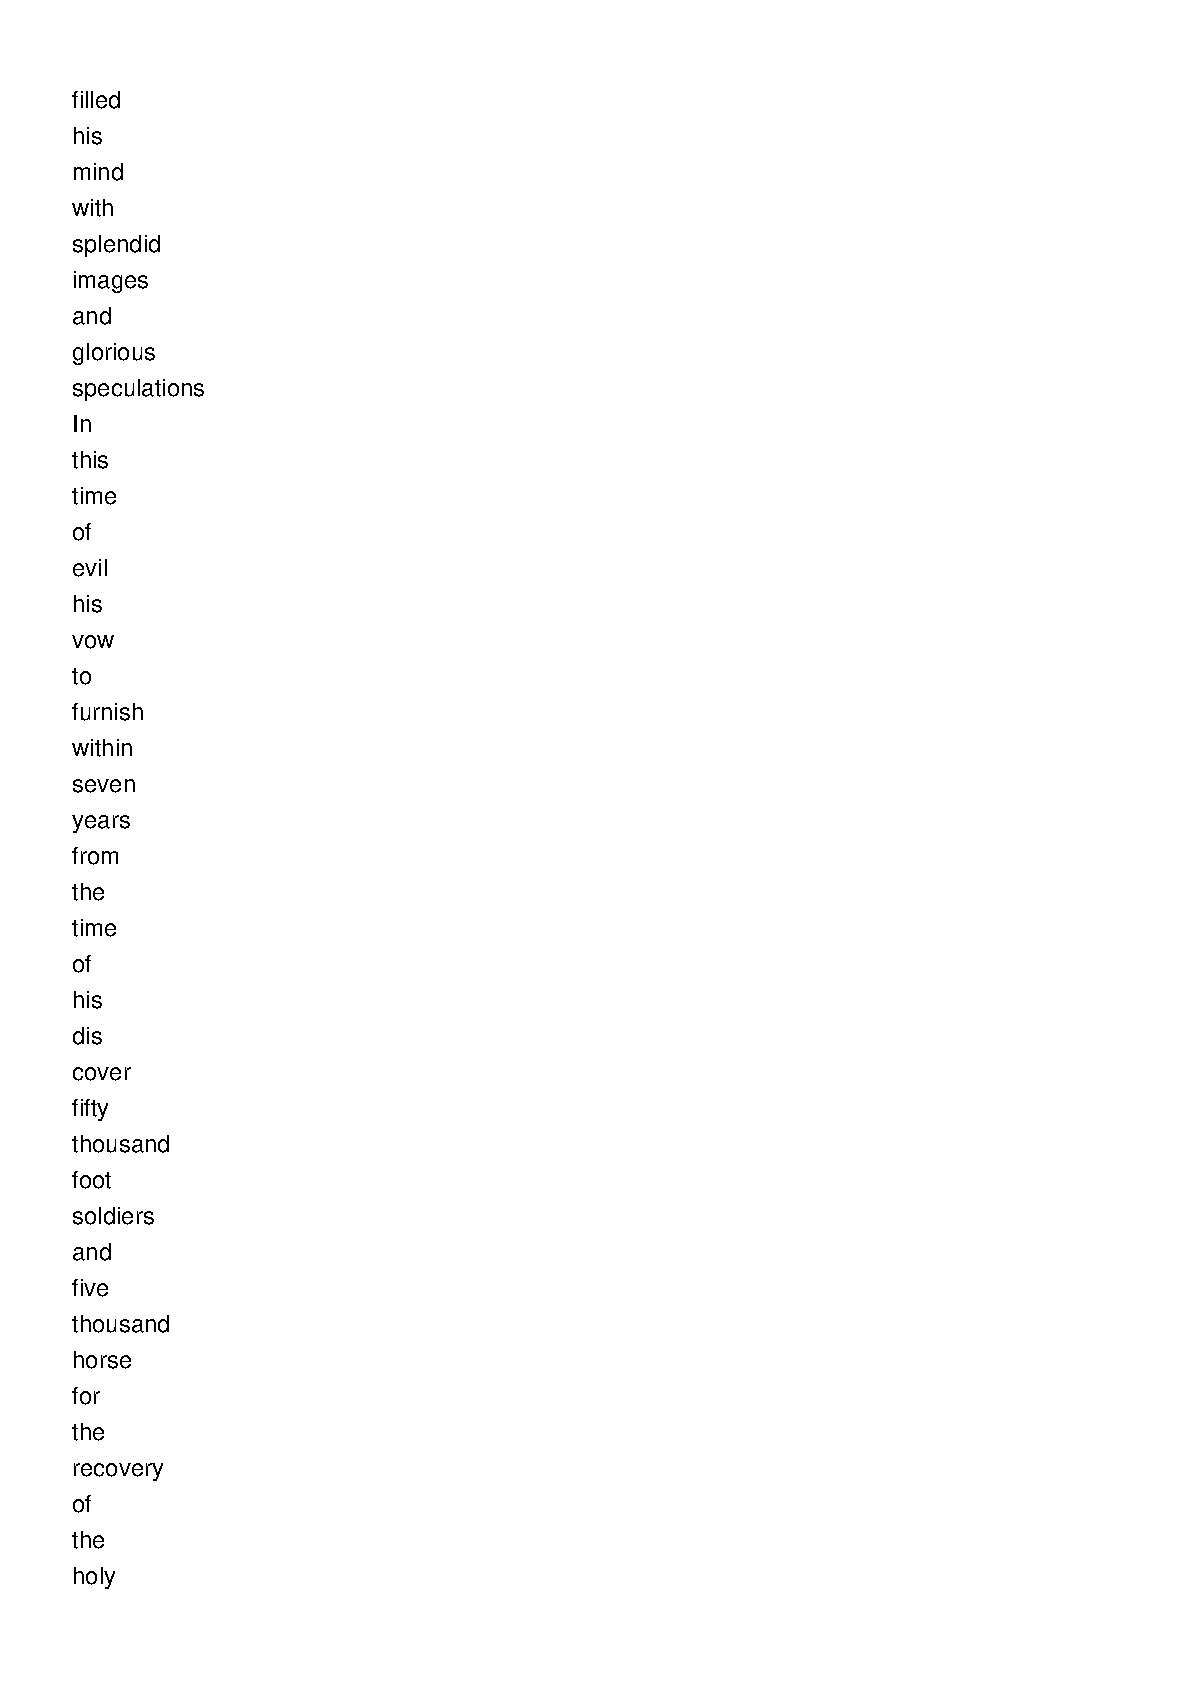 filled
his
mind
with
splendid
images
and
glorious
speculations
In
this
time
of
evil
his
vow
to
furnish
within
seven
years
from
the
time
of
his
dis
cover
fifty
thousand
foot
soldiers
and
five
thousand
horse
for
the
recovery
of
the
holy